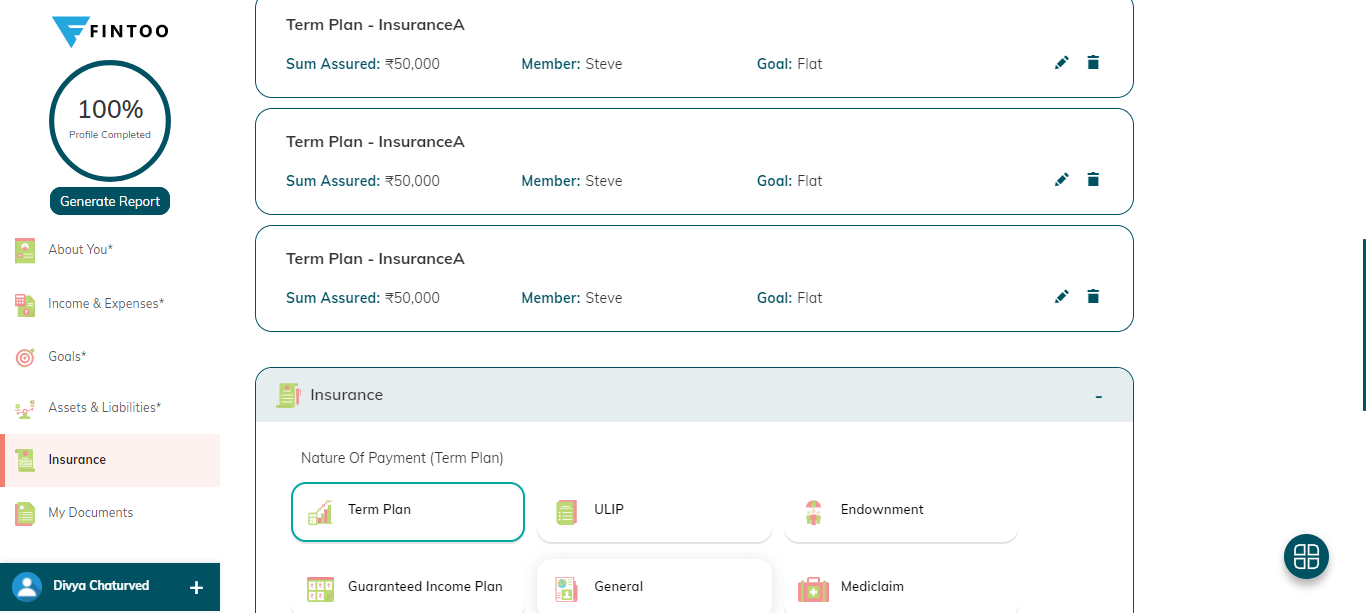 FINTOO
100%
Profile Completed
Generate Report
About You*
Income & Expenses*
Goals*
Assets & Liabilities*
Insurance
My Documents
Divya Chaturved +
Term Plan - InsuranceA
Sum Assured: ₹50,000 Member: Steve Goal: Flat
Term Plan - InsuranceA
Sum Assured: ₹50,000 Member: Steve Goal: Flat
Term Plan - InsuranceA
Sum Assured: ₹50,000 Member: Steve Goal: Flat
Insurance -
Nature Of Payment (Term Plan)
Term Plan ULIP Endownment
Guaranteed Income Plan General Mediclaim